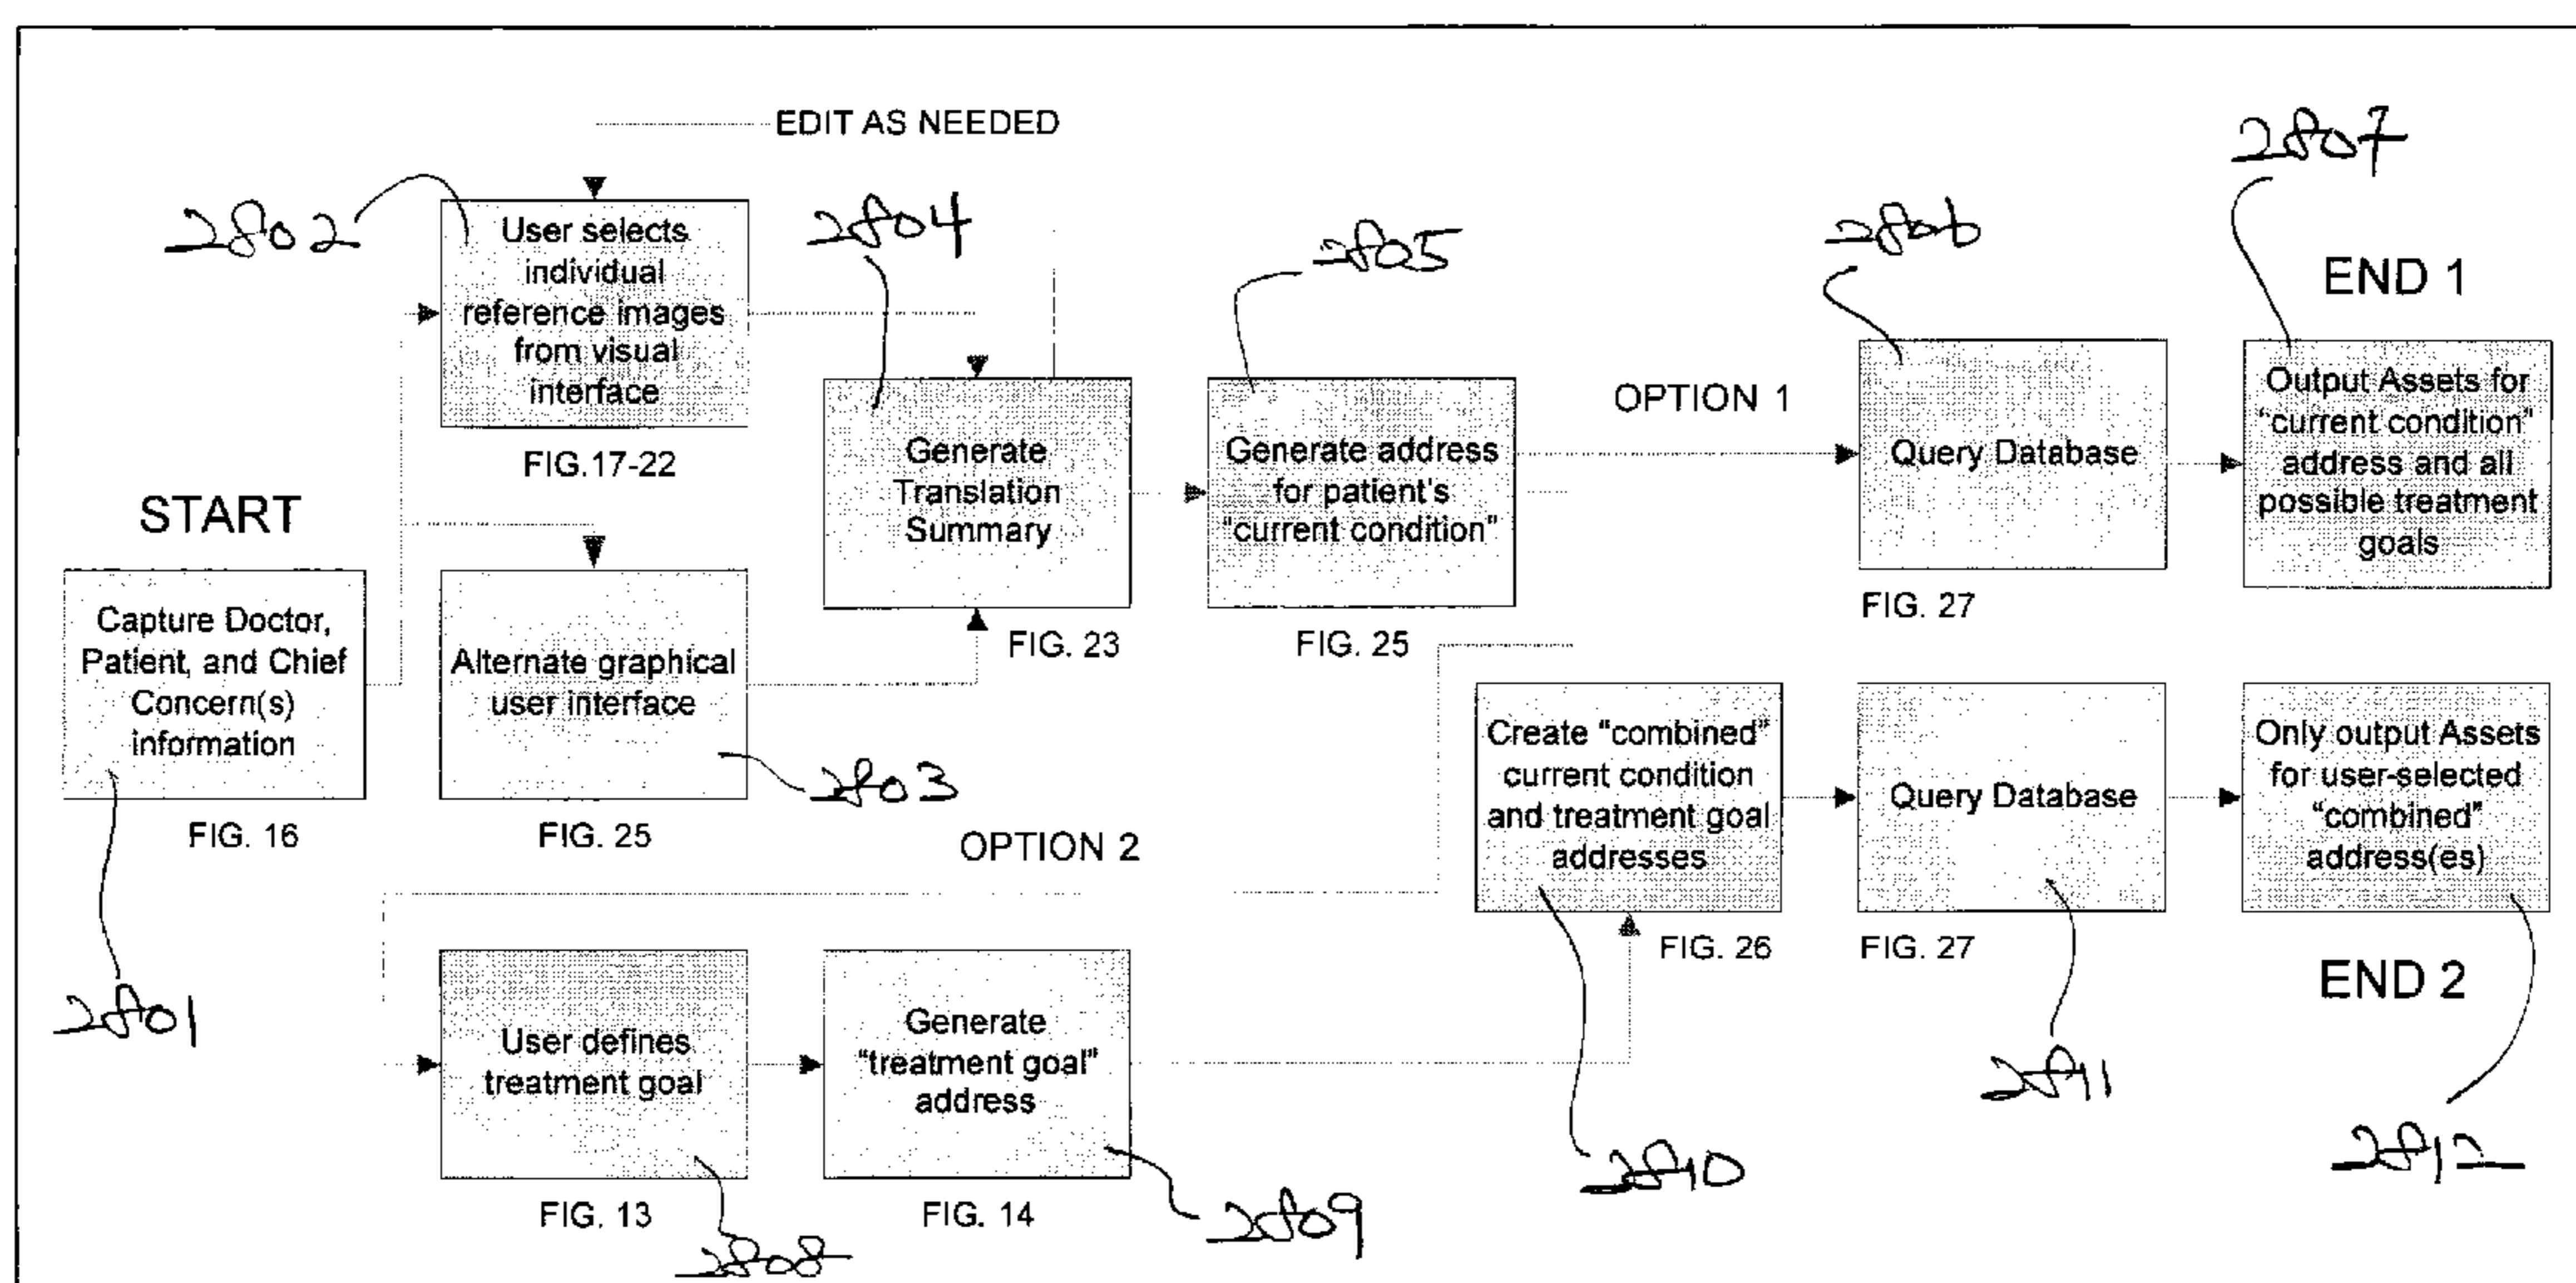 EDIT AS NEEDED
2802
User selects
individual
reference images
from visual
interface
FIG.17-22
2804
2805
2806
2807
END 1
OPTION 1
START
Capture Doctor,
Patient, and Chief
Concern(s)
information
FIG. 16
2801
Alternate graphical
user interface
FIG. 25
2803
Generate
Translation
Summary
FIG. 23
Generate address
for patient's
"current condition"
FIG. 25
Query Database
FIG. 27
Output Assets for
"current condition"
address and all
possible treatment
goals
OPTION 2
User defines
treatment goal
FIG. 13
2808
Generate
"treatment goal"
address
FIG. 14
2809
Create "combined"
current condition
and treatment goal
addresses
FIG. 26
2810
Query Database
FIG. 27
2811
Only output Assets
for user-selected
"combined"
address(es)
END 2
2812